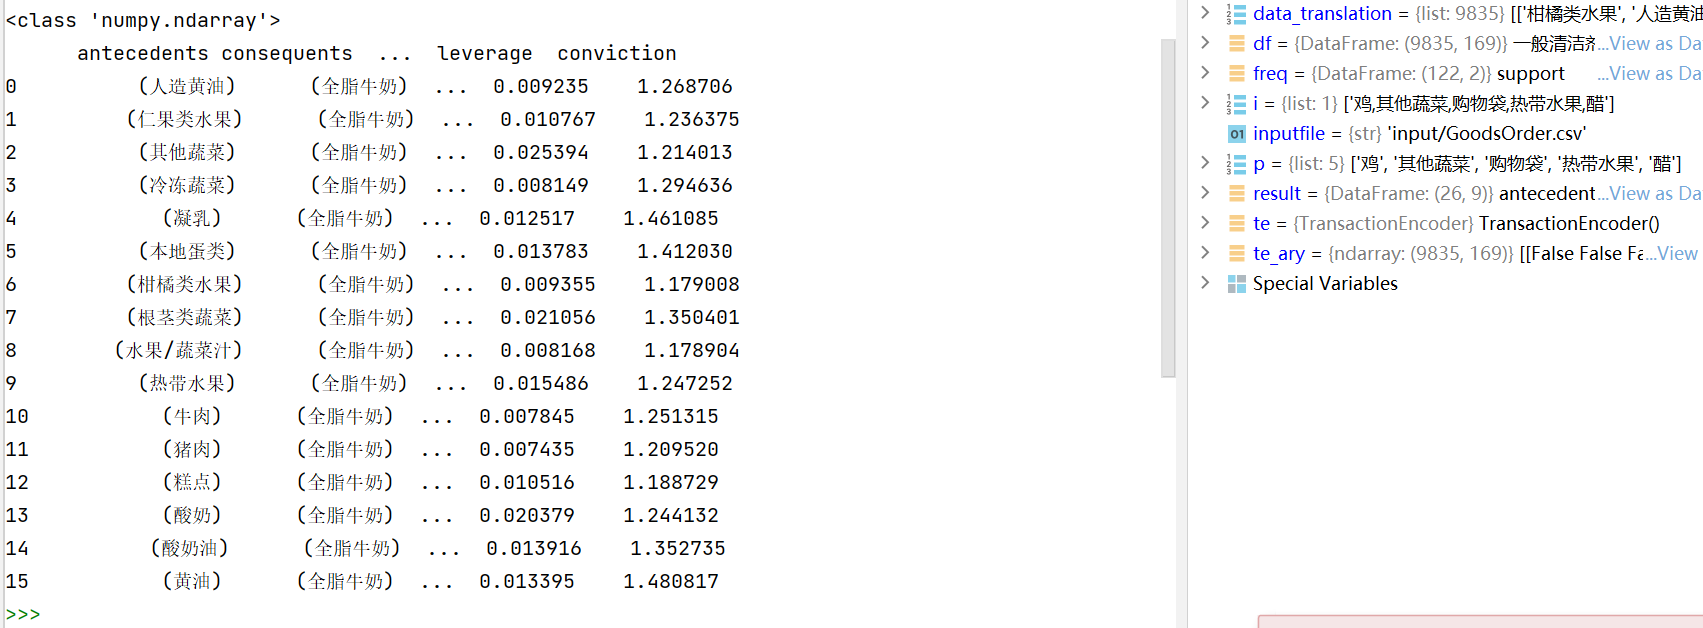 <class 'numpy.ndarray'>
antecedents consequents ... leverage conviction
0 (人造黄油) (全脂牛奶) ... 0.009235 1.268706
1 (仁果类水果) (全脂牛奶) ... 0.010767 1.236375
2 (其他蔬菜) (全脂牛奶) ... 0.025394 1.214013
3 (冷冻蔬菜) (全脂牛奶) ... 0.008149 1.294636
4 (凝乳) (全脂牛奶) ... 0.012517 1.461085
5 (本地蛋类) (全脂牛奶) ... 0.013783 1.412030
6 (柑橘类水果) (全脂牛奶) ... 0.009355 1.179008
7 (根茎类蔬菜) (全脂牛奶) ... 0.021056 1.350401
8 (水果/蔬菜汁) (全脂牛奶) ... 0.008168 1.178904
9 (热带水果) (全脂牛奶) ... 0.015486 1.247252
10 (牛肉) (全脂牛奶) ... 0.007845 1.251315
11 (猪肉) (全脂牛奶) ... 0.007435 1.209520
12 (糕点) (全脂牛奶) ... 0.010516 1.188729
13 (酸奶) (全脂牛奶) ... 0.020379 1.244132
14 (酸奶油) (全脂牛奶) ... 0.013916 1.352735
15 (黄油) (全脂牛奶) ... 0.013395 1.480817
>>>
data_translation = {list: 9835} [['柑橘类水果', '人造黄油
df = {DataFrame: (9835, 169)} 一般清洁剂...View as Da
freq = {DataFrame: (122, 2)} support ...View as Da
i = {list: 1} ['鸡,其他蔬菜,购物袋,热带水果,醋']
01 inputfile = {str} 'input/GoodsOrder.csv'
p = {list: 5} ['鸡', '其他蔬菜', '购物袋', '热带水果', '醋']
result = {DataFrame: (26, 9)} antecedent...View as Da
te = {TransactionEncoder} TransactionEncoder()
te_ary = {ndarray: (9835, 169)} [[False False Fa...View
Special Variables